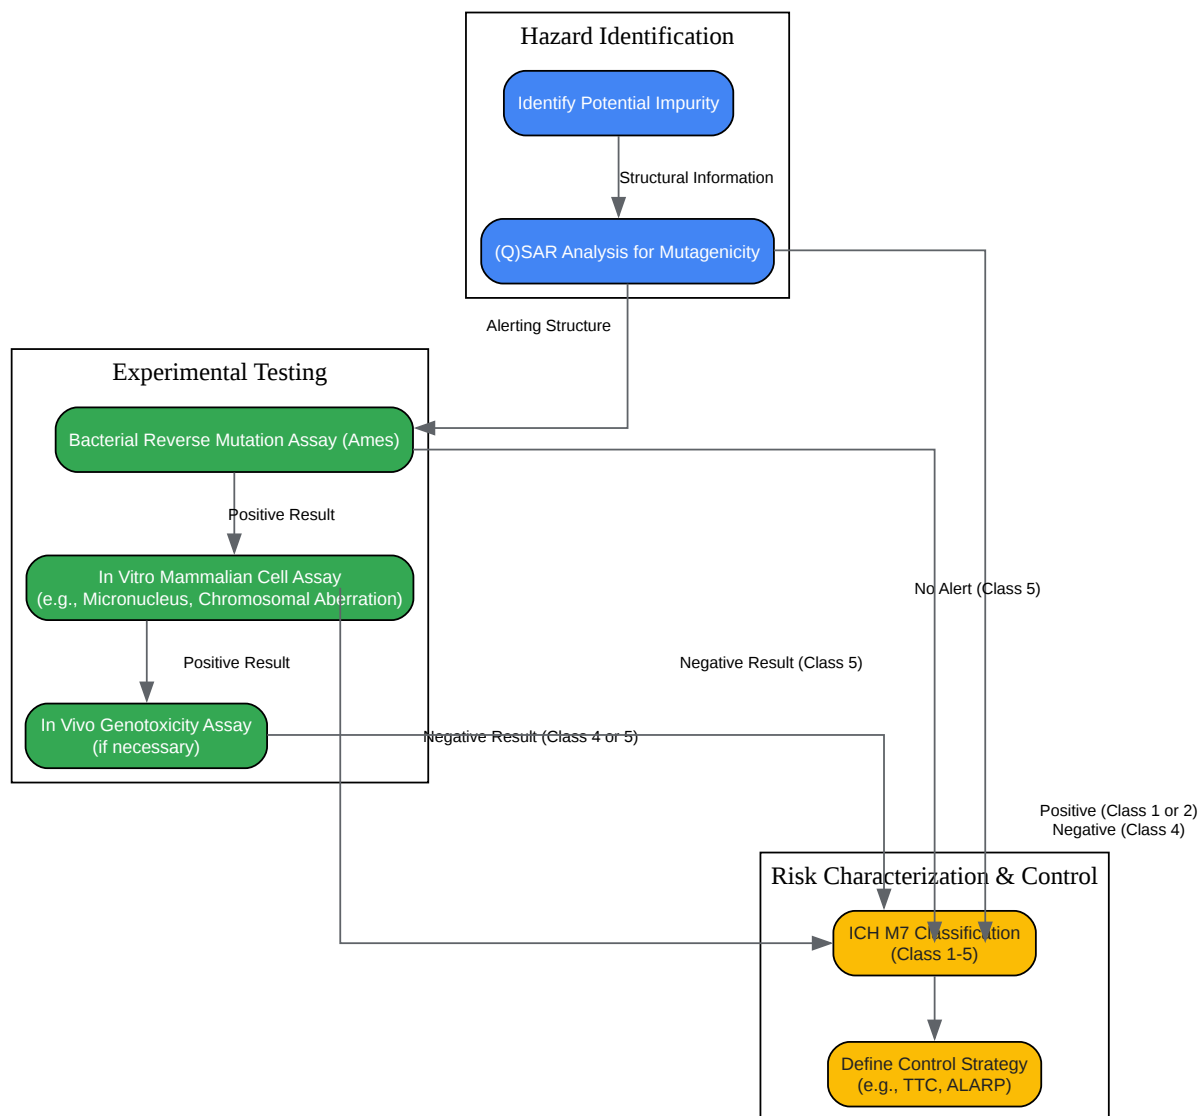 Hazard Identification
Identify Potential Impurity
Structural Information
(Q)SAR Analysis for Mutagenicity
Alerting Structure
Experimental Testing
Bacterial Reverse Mutation Assay (Ames)
Positive Result
In Vitro Mammalian Cell Assay
(e.g., Micronucleus, Chromosomal Aberration)
No Alert (Class 5)
Positive Result
Negative Result (Class 5)
In Vivo Genotoxicity Assay
(if necessary)
Negative Result (Class 4 or 5)
Positive (Class 1 or 2)
Negative (Class 4)
Risk Characterization & Control
ICH M7 Classification
(Class 1-5)
Define Control Strategy
(e.g., TTC, ALARP)